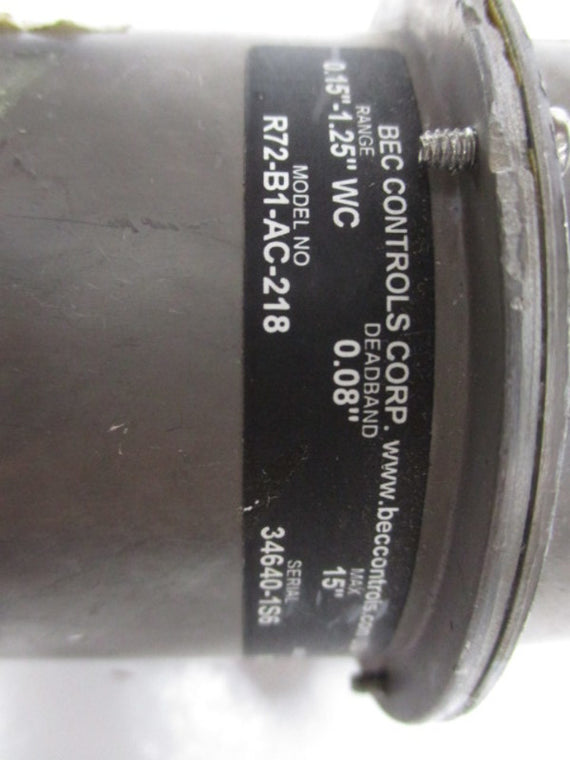 BEC CONTROLS CORP. www.beccontrols.com
RANGE DEADBAND MAX
0.15"-1.25" WC 0.08" 15"
MODEL NO SERIAL
R72-B1-AC-218 34640-1S6